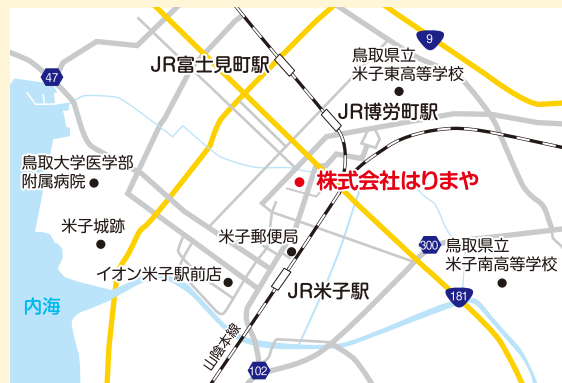 9
47
JR富士見町駅
鳥取県立
米子東高等学校
JR博労町駅
鳥取大学医学部
附属病院
株式会社はりまや
米子城跡
米子郵便局
300
鳥取県立
米子南高等学校
イオン米子駅前店
JR米子駅
181
内海
山陰本線
102